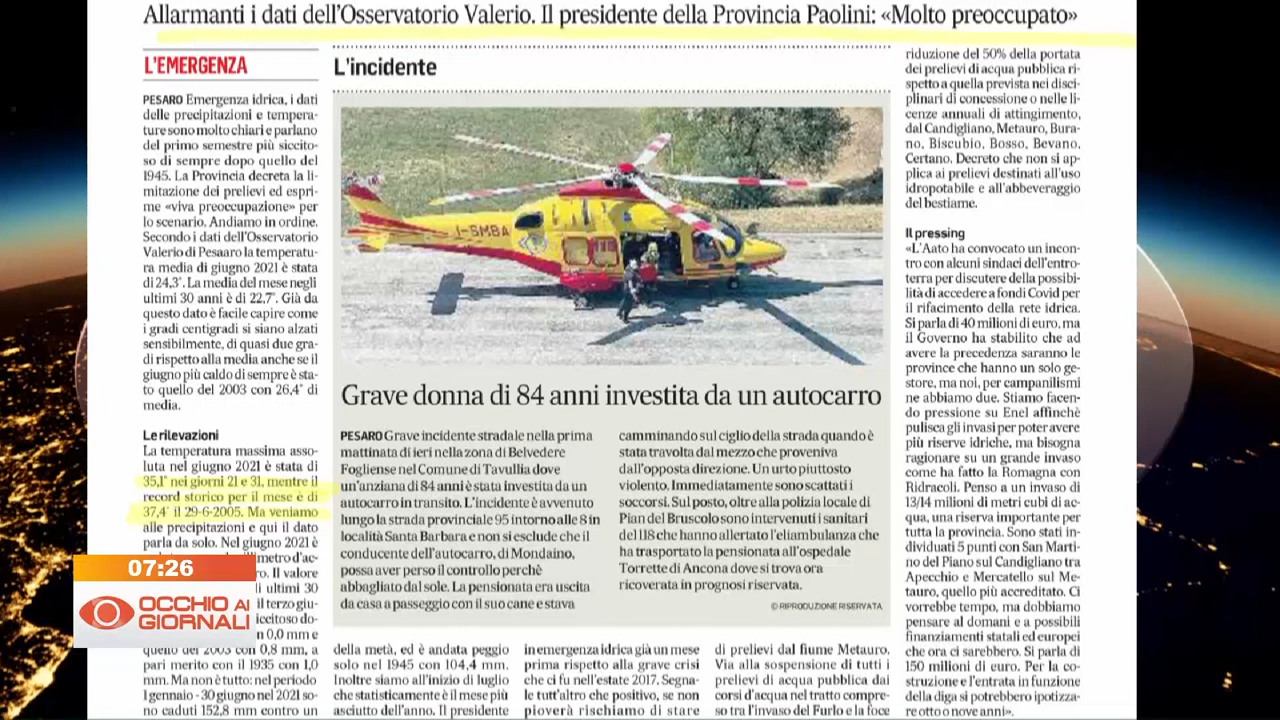 Allarmanti i dati dell'Osservatorio Valerio. Il presidente della Provincia Paolini: «Molto preoccupato»
L'EMERGENZA
PESARO Emergenza idrica, i dati
delle precipitazioni e tempera-
ture sono molto chiari e parlano
del primo semestre più siccito-
so di sempre dopo quello del
1945. La Provincia decreta la li-
mitazione dei prelievi ed espri-
me «viva preoccupazione» per
lo scenario. Andiamo in ordine.
Secondo i dati dell'Osservatorio
Valerio di Pesaaro la temperatu-
ra media di giugno 2021 è stata
di 24,3°. La media del mese negli
ultimi 30 anni è di 22,7°. Già da
questo dato è facile capire come
i gradi centigradi si siano alzati
sensibilmente, di quasi due gra-
di rispetto alla media anche se il
giugno più caldo di sempre è sta-
to quello del 2003 con 26,4° di
media.
Le rilevazioni
La temperatura massima asso-
luta nel giugno 2021 è stata di
35,1° nei giorni 21 e 31, mentre il
record storico per il mese è di
37,4° il 29-6-2005. Ma veniamo
alle precipitazioni e qui il dato
parla da solo. Nel giugno 2021 è
metro d'ac-
ro. Il valore
li ultimi 30
il terzo giu-
iccitoso do-
n 0,0 mm e
quello del 2003 con 0,8 mm, a
pari merito con il 1935 con 1,0
mm. Ma non è tutto: nel periodo
1 gennaio - 30 giugno nel 2021 so-
no caduti 152,8 mm contro un
L'incidente
I-SMBA
Grave donna di 84 anni investita da un autocarro
PESARO Grave incidente stradale nella prima
mattinata di ieri nella zona di Belvedere
Fogliense nel Comune di Tavullia dove
un'anziana di 84 anni è stata investita da un
autocarro in transito. L'incidente è avvenuto
lungo la strada provinciale 95 intorno alle 8 in
località Santa Barbara e non si esclude che il
conducente dell'autocarro, di Mondaino,
possa aver perso il controllo perchè
abbagliato dal sole. La pensionata era uscita
da casa a passeggio con il suo cane e stava
camminando sul ciglio della strada quando è
stata travolta dal mezzo che proveniva
dall'opposta direzione. Un urto piuttosto
violento. Immediatamente sono scattati i
soccorsi. Sul posto, oltre alla polizia locale di
Pian del Bruscolo sono intervenuti i sanitari
del 118 che hanno allertato l'eliambulanza che
ha trasportato la pensionata all'ospedale
Torrette di Ancona dove si trova ora
ricoverata in prognosi riservata.
© RIPRODUZIONE RISERVATA
della metà, ed è andata peggio
solo nel 1945 con 104,4 mm.
Inoltre siamo all'inizio di luglio
che statisticamente è il mese più
asciutto dell'anno. Il presidente
in emergenza idrica già un mese
prima rispetto alla grave crisi
che ci fu nell'estate 2017. Segna-
le tutt'altro che positivo, se non
pioverà rischiamo di stare
di prelievi dal fiume Metauro.
Via alla sospensione di tutti i
prelievi di acqua pubblica dai
corsi d'acqua nel tratto compre-
so tra l'invaso del Furlo e la foce
riduzione del 50% della portata
dei prelievi di acqua pubblica ri-
spetto a quella prevista nei disci-
plinari di concessione o nelle li-
cenze annuali di attingimento,
dal Candigliano, Metauro, Bura-
no, Biscubio, Bosso, Bevano,
Certano. Decreto che non si ap-
plica ai prelievi destinati all'uso
idropotabile e all'abbeveraggio
del bestiame.
Il pressing
«L'Aato ha convocato un incon-
tro con alcuni sindaci dell'entro-
terra per discutere della possibi-
lità di accedere a fondi Covid per
il rifacimento della rete idrica.
Si parla di 40 milioni di euro, ma
il Governo ha stabilito che ad
avere la precedenza saranno le
province che hanno un solo ge-
store, ma noi, per campanilismi
ne abbiamo due. Stiamo facen-
do pressione su Enel affinchè
pulisca gli invasi per poter avere
più riserve idriche, ma bisogna
ragionare su un grande invaso
come ha fatto la Romagna con
Ridracoli. Penso a un invaso di
13/14 milioni di metri cubi di ac-
qua, una riserva importante per
tutta la provincia. Sono stati in-
dividuati 5 punti con San Marti-
no del Piano sul Candigliano tra
Apecchio e Mercatello sul Me-
tauro, quello più accreditato. Ci
vorrebbe tempo, ma dobbiamo
pensare al domani e a possibili
finanziamenti statali ed europei
che ora ci sarebbero. Si parla di
150 milioni di euro. Per la co-
struzione e l'entrata in funzione
della diga si potrebbero ipotizza-
re otto o nove anni».
07:26
OCCHIO AI
GIORNALI